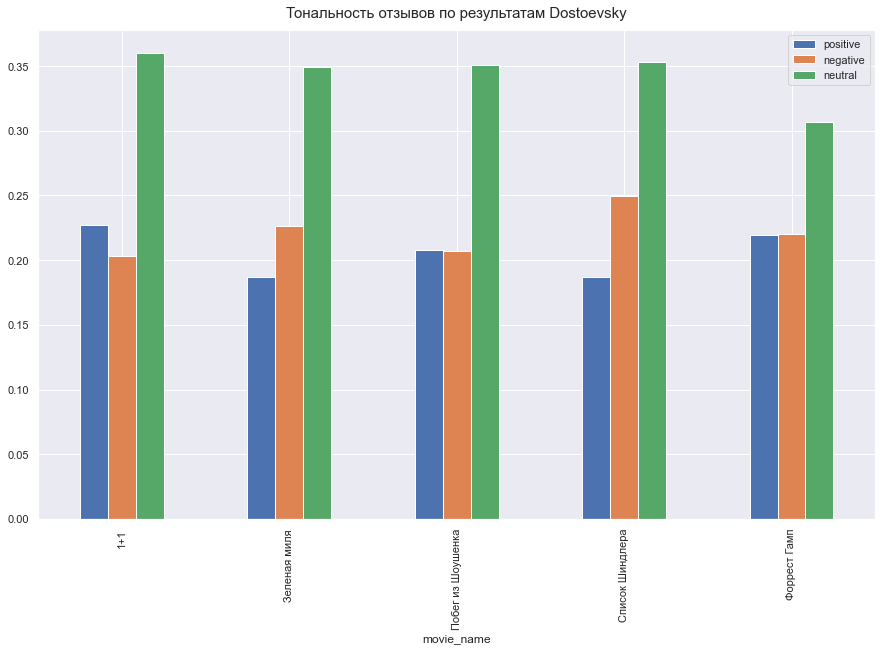 Тональность отзывов по результатам Dostoevsky
positive
negative
neutral
0.35
0.30
0.25
0.20
0.15
0.10
0.05
0.00
1+1
Зеленая миля
Побег из Шоушенка
Список Шиндлера
Форрест Гамп
movie_name